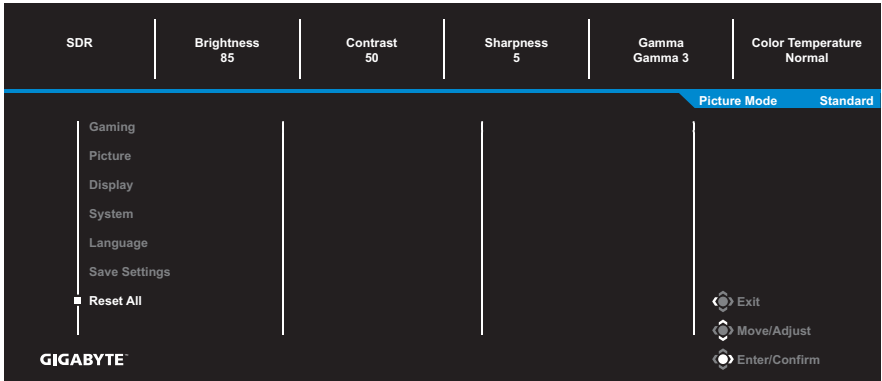 SDR
Brightness
85
Contrast
50
Sharpness
5
Gamma
Gamma 3
Color Temperature
Normal
Picture Mode Standard
Gaming
Picture
Display
System
Language
Save Settings
Reset All
Exit
Move/Adjust
Enter/Confirm
GIGABYTE™